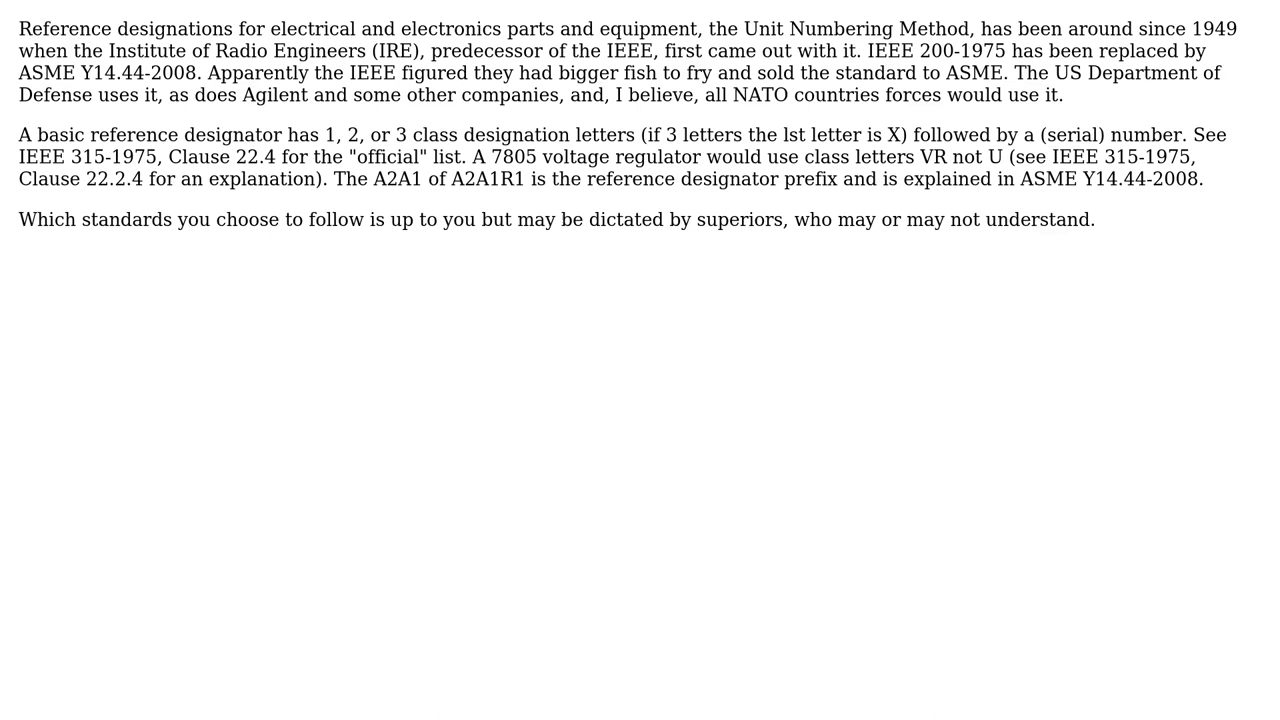 Reference designations for electrical and electronics parts and equipment, the Unit Numbering Method, has been around since 1949
when the Institute of Radio Engineers (IRE), predecessor of the IEEE, first came out with it. IEEE 200-1975 has been replaced by
ASME Y14.44-2008. Apparently the IEEE figured they had bigger fish to fry and sold the standard to ASME. The US Department of
Defense uses it, as does Agilent and some other companies, and, I believe, all NATO countries forces would use it.
A basic reference designator has 1, 2, or 3 class designation letters (if 3 letters the lst letter is X) followed by a (serial) number. See
IEEE 315-1975, Clause 22.4 for the "official" list. A 7805 voltage regulator would use class letters VR not U (see IEEE 315-1975,
Clause 22.2.4 for an explanation). The A2A1 of A2A1R1 is the reference designator prefix and is explained in ASME Y14.44-2008.
Which standards you choose to follow is up to you but may be dictated by superiors, who may or may not understand.